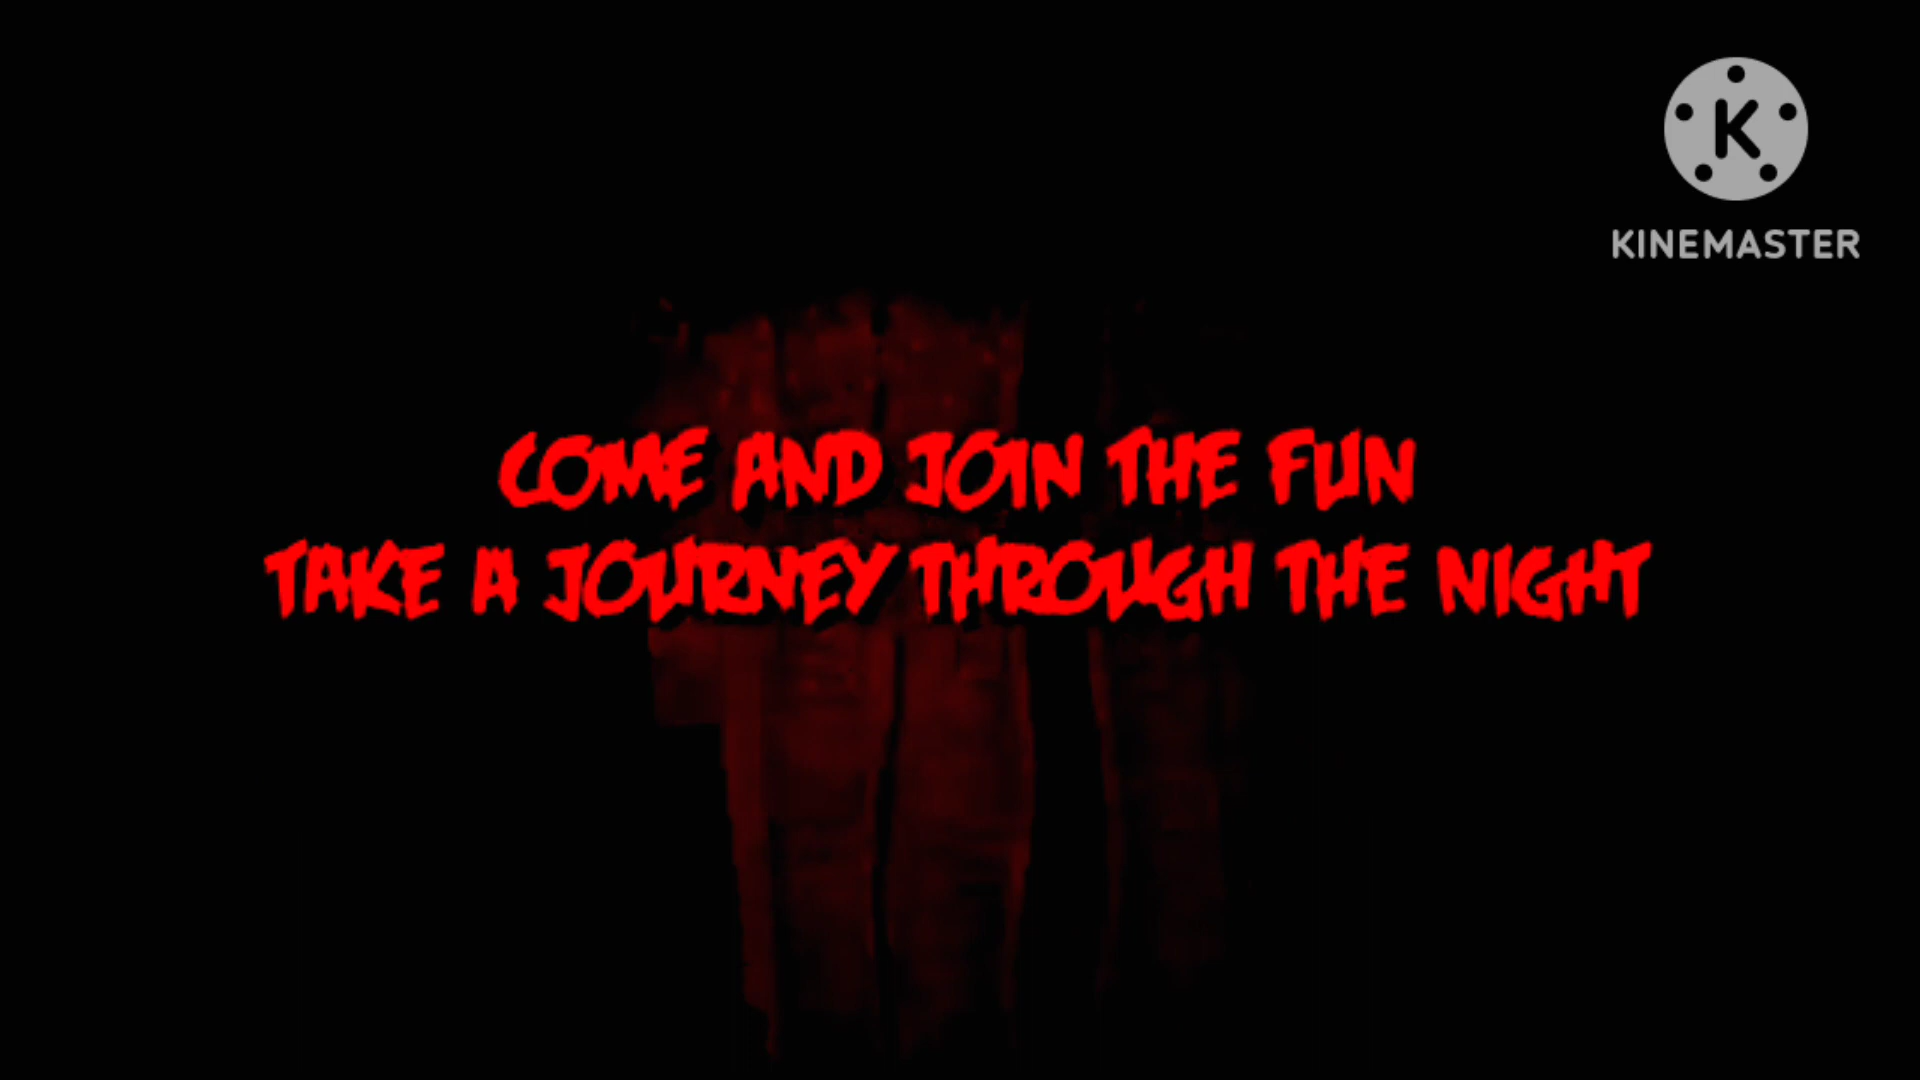 K
KINEMASTER
COME AND JOIN THE FUN
TAKE A JOURNEY THROUGH THE NIGHT